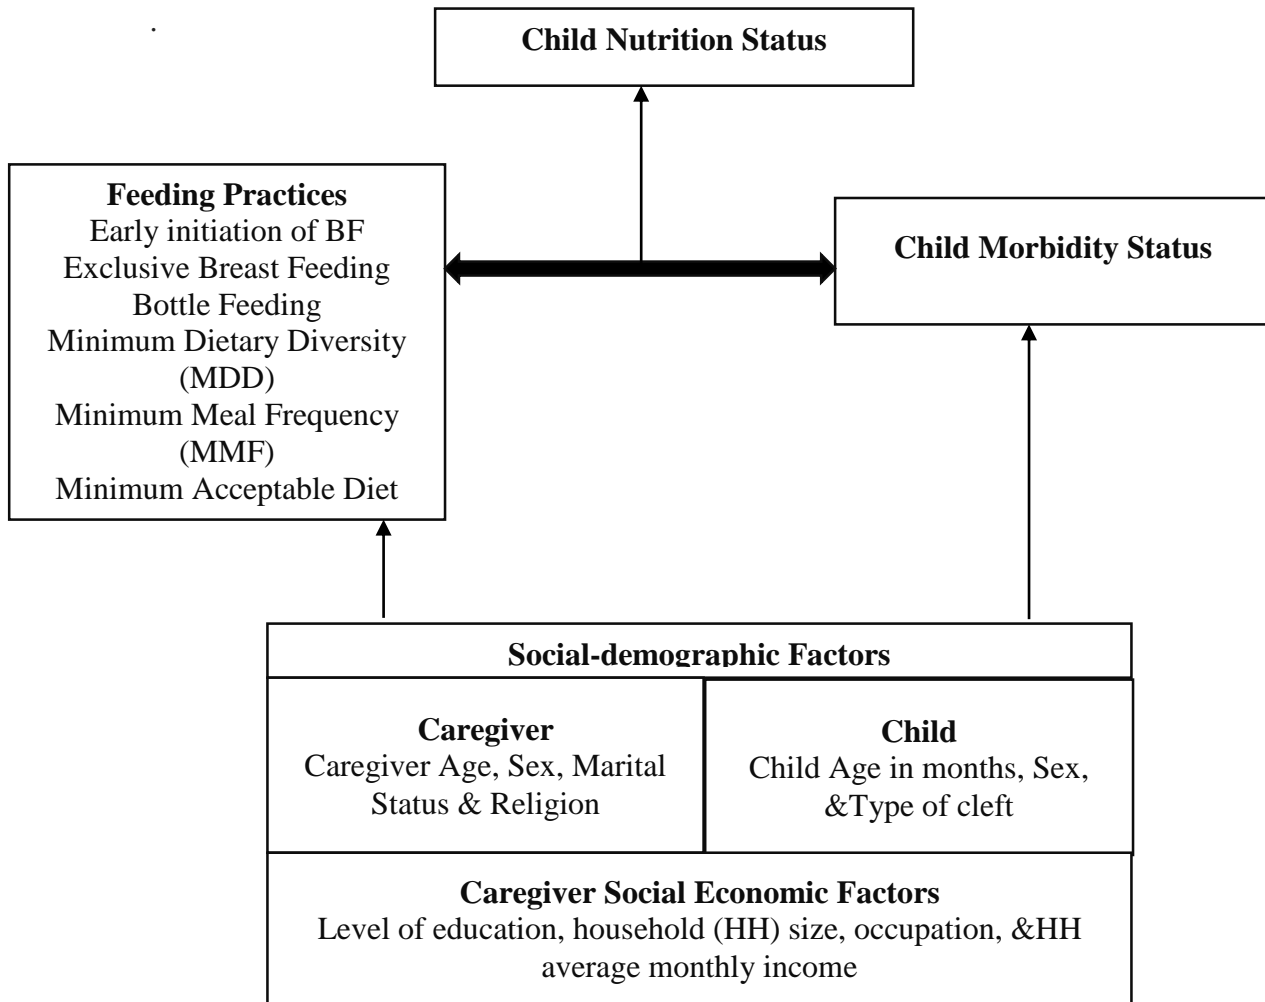 Child Nutrition Status
Feeding Practices
Early initiation of BF
Exclusive Breast Feeding
Bottle Feeding
Minimum Dietary Diversity
(MDD)
Minimum Meal Frequency
(MMF)
Minimum Acceptable Diet
Child Morbidity Status
Social-demographic Factors
Caregiver
Caregiver Age, Sex, Marital
Status & Religion
Child
Child Age in months, Sex,
&Type of cleft
Caregiver Social Economic Factors
Level of education, household (HH) size, occupation, &HH
average monthly income